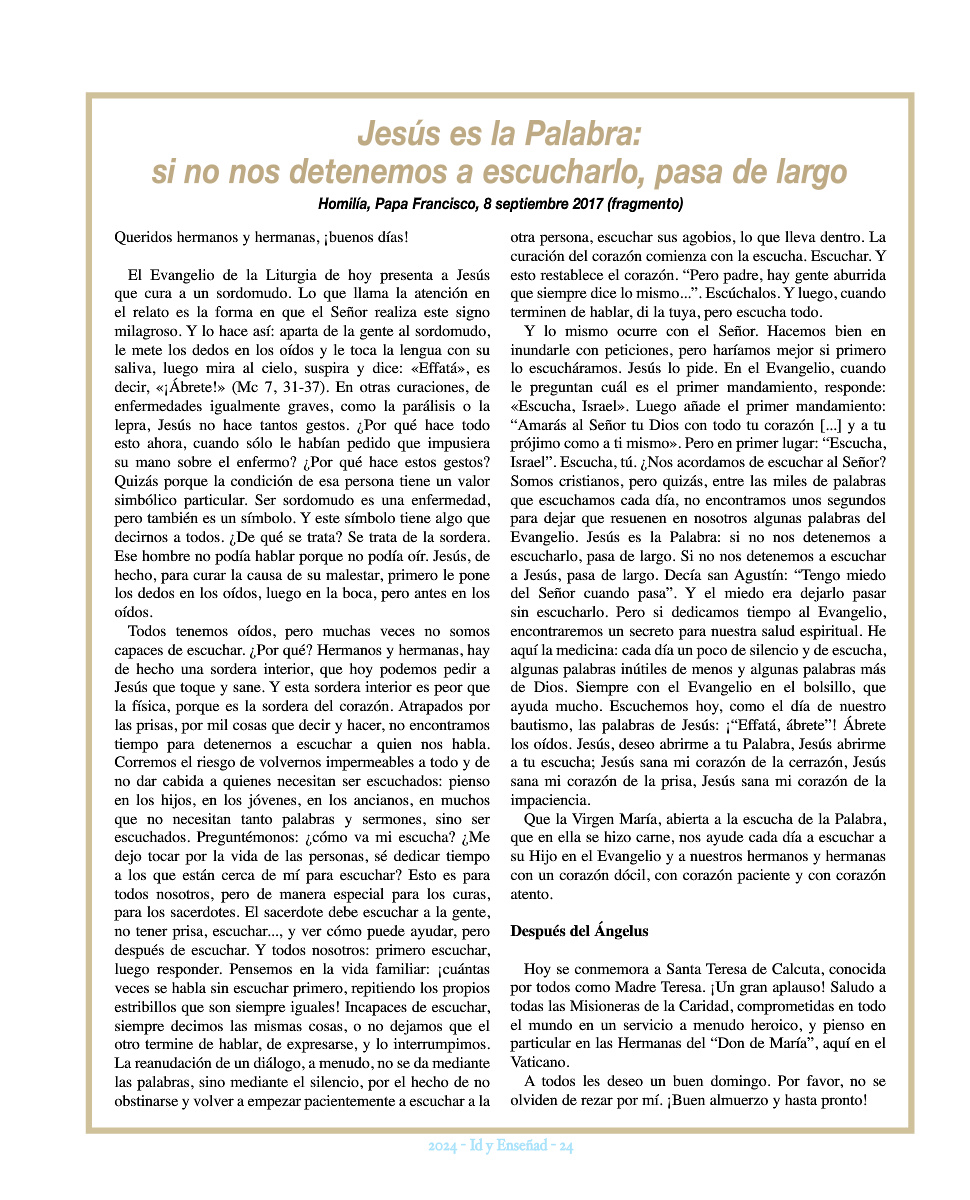 Jesús es la Palabra:
si no nos detenemos a escucharlo, pasa de largo
Homilía, Papa Francisco, 8 septiembre 2017 (fragmento)
Queridos hermanos y hermanas, ¡buenos días!
El Evangelio de la Liturgia de hoy presenta a Jesús
que cura a un sordomudo. Lo que llama la atención en
el relato es la forma en que el Señor realiza este signo
milagroso. Y lo hace así: aparta de la gente al sordomudo,
le mete los dedos en los oídos y le toca la lengua con su
saliva, luego mira al cielo, suspira y dice: «Effatá», es
decir, «¡Ábrete!» (Mc 7, 31-37). En otras curaciones, de
enfermedades igualmente graves, como la parálisis o la
lepra, Jesús no hace tantos gestos. ¿Por qué hace todo
esto ahora, cuando sólo le habían pedido que impusiera
su mano sobre el enfermo? ¿Por qué hace estos gestos?
Quizás porque la condición de esa persona tiene un valor
simbólico particular. Ser sordomudo es una enfermedad,
pero también es un símbolo. Y este símbolo tiene algo que
decirnos a todos. ¿De qué se trata? Se trata de la sordera.
Ese hombre no podía hablar porque no podía oír. Jesús, de
hecho, para curar la causa de su malestar, primero le pone
los dedos en los oídos, luego en la boca, pero antes en los
oídos.
Todos tenemos oídos, pero muchas veces no somos
capaces de escuchar. ¿Por qué? Hermanos y hermanas, hay
de hecho una sordera interior, que hoy podemos pedir a
Jesús que toque y sane. Y esta sordera interior es peor que
la física, porque es la sordera del corazón. Atrapados por
las prisas, por mil cosas que decir y hacer, no encontramos
tiempo para detenernos a escuchar a quien nos habla.
Corremos el riesgo de volvernos impermeables a todo y de
no dar cabida a quienes necesitan ser escuchados: pienso
en los hijos, en los jóvenes, en los ancianos, en muchos
que no necesitan tanto palabras y sermones, sino ser
escuchados. Preguntémonos: ¿cómo va mi escucha? ¿Me
dejo tocar por la vida de las personas, sé dedicar tiempo
a los que están cerca de mí para escuchar? Esto es para
todos nosotros, pero de manera especial para los curas,
para los sacerdotes. El sacerdote debe escuchar a la gente,
no tener prisa, escuchar..., y ver cómo puede ayudar, pero
después de escuchar. Y todos nosotros: primero escuchar,
luego responder. Pensemos en la vida familiar: ¡cuántas
veces se habla sin escuchar primero, repitiendo los propios
estribillos que son siempre iguales! Incapaces de escuchar,
siempre decimos las mismas cosas, o no dejamos que el
otro termine de hablar, de expresarse, y lo interrumpimos.
La reanudación de un diálogo, a menudo, no se da mediante
las palabras, sino mediante el silencio, por el hecho de no
obstinarse y volver a empezar pacientemente a escuchar a la
otra persona, escuchar sus agobios, lo que lleva dentro. La
curación del corazón comienza con la escucha. Escuchar. Y
esto restablece el corazón. “Pero padre, hay gente aburrida
que siempre dice lo mismo...”. Escúchalos. Y luego, cuando
terminen de hablar, di la tuya, pero escucha todo.
Y lo mismo ocurre con el Señor. Hacemos bien en
inundarle con peticiones, pero haríamos mejor si primero
lo escucháramos. Jesús lo pide. En el Evangelio, cuando
le preguntan cuál es el primer mandamiento, responde:
«Escucha, Israel». Luego añade el primer mandamiento:
“Amarás al Señor tu Dios con todo tu corazón [...] y a tu
prójimo como a ti mismo». Pero en primer lugar: “Escucha,
Israel”. Escucha, tú. ¿Nos acordamos de escuchar al Señor?
Somos cristianos, pero quizás, entre las miles de palabras
que escuchamos cada día, no encontramos unos segundos
para dejar que resuenen en nosotros algunas palabras del
Evangelio. Jesús es la Palabra: si no nos detenemos a
escucharlo, pasa de largo. Si no nos detenemos a escuchar
a Jesús, pasa de largo. Decía san Agustín: “Tengo miedo
del Señor cuando pasa”. Y el miedo era dejarlo pasar
sin escucharlo. Pero si dedicamos tiempo al Evangelio,
encontraremos un secreto para nuestra salud espiritual. He
aquí la medicina: cada día un poco de silencio y de escucha,
algunas palabras inútiles de menos y algunas palabras más
de Dios. Siempre con el Evangelio en el bolsillo, que
ayuda mucho. Escuchemos hoy, como el día de nuestro
bautismo, las palabras de Jesús: ¡“Effatá, ábrete”! Ábrete
los oídos. Jesús, deseo abrirme a tu Palabra, Jesús abrirme
a tu escucha; Jesús sana mi corazón de la cerrazón, Jesús
sana mi corazón de la prisa, Jesús sana mi corazón de la
impaciencia.
Que la Virgen María, abierta a la escucha de la Palabra,
que en ella se hizo carne, nos ayude cada día a escuchar a
su Hijo en el Evangelio y a nuestros hermanos y hermanas
con un corazón dócil, con corazón paciente y con corazón
atento.
Después del Ángelus
Hoy se conmemora a Santa Teresa de Calcuta, conocida
por todos como Madre Teresa. ¡Un gran aplauso! Saludo a
todas las Misioneras de la Caridad, comprometidas en todo
el mundo en un servicio a menudo heroico, y pienso en
particular en las Hermanas del “Don de María”, aquí en el
Vaticano.
A todos les deseo un buen domingo. Por favor, no se
olviden de rezar por mí. ¡Buen almuerzo y hasta pronto!
2024 - Id y Enseñad - 24